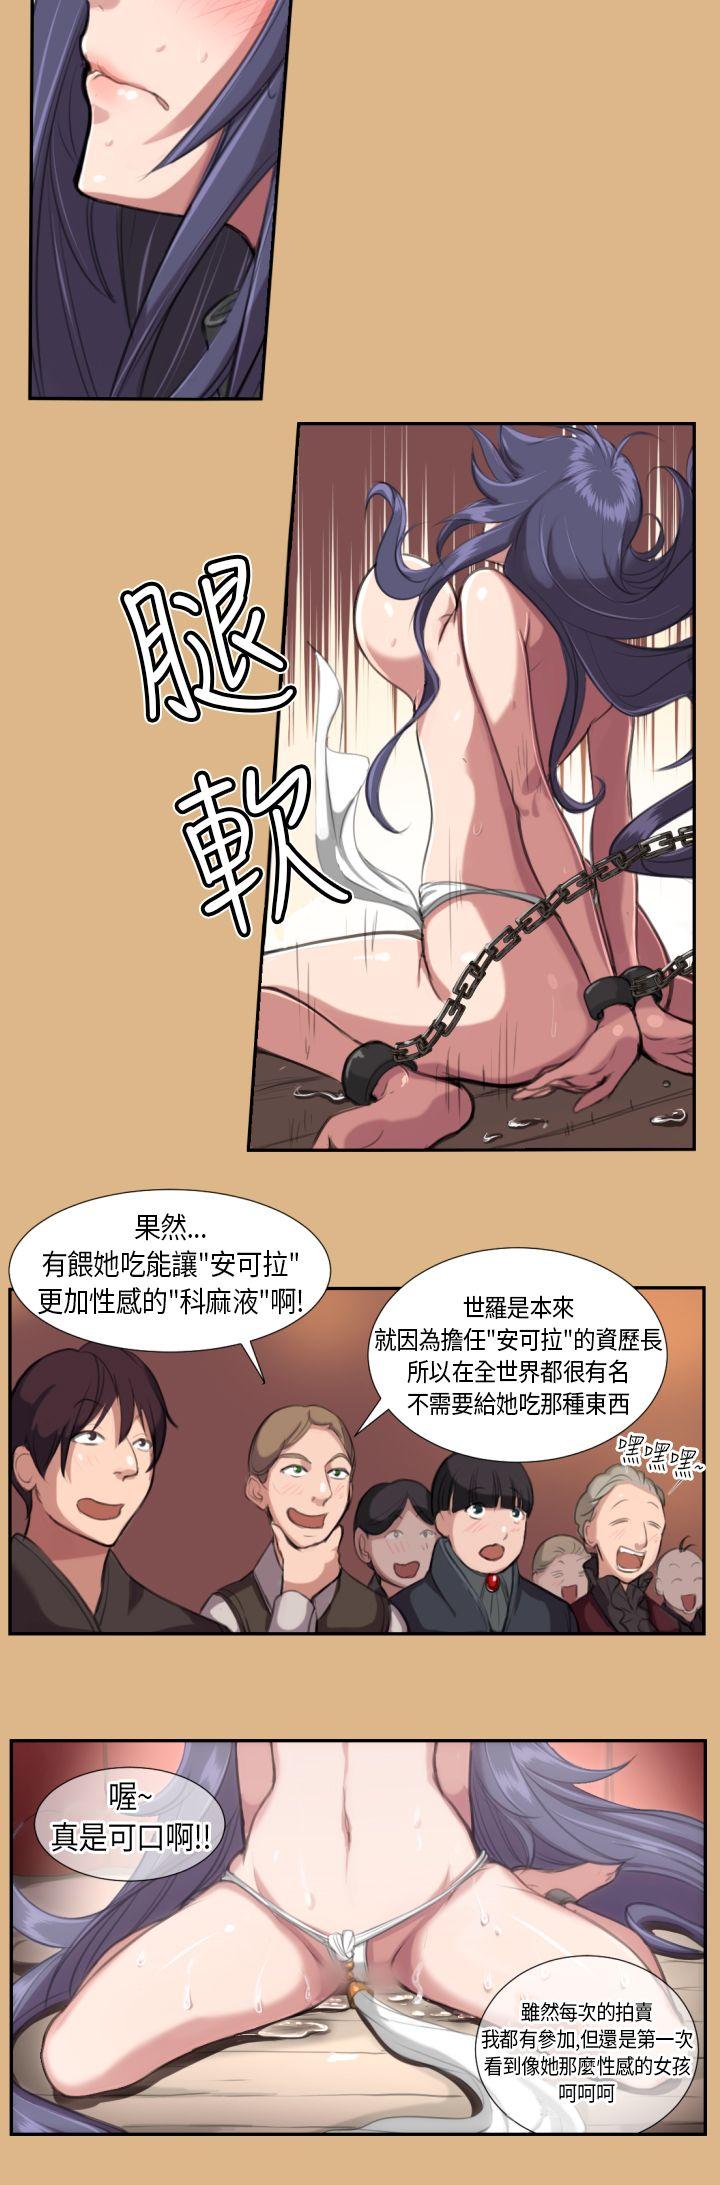 腿
軟
果然...
有餵她吃能讓"安可拉"
更加性感的"科麻液"啊!
世羅是本來
就因為擔任"安可拉"的資歷長
所以在全世界都很有名
不需要給她吃那種東西
嘿嘿嘿~
喔~
真是可口啊!!
雖然每次的拍賣
我都有參加,但還是第一次
看到像她那麼性感的女孩
呵呵呵